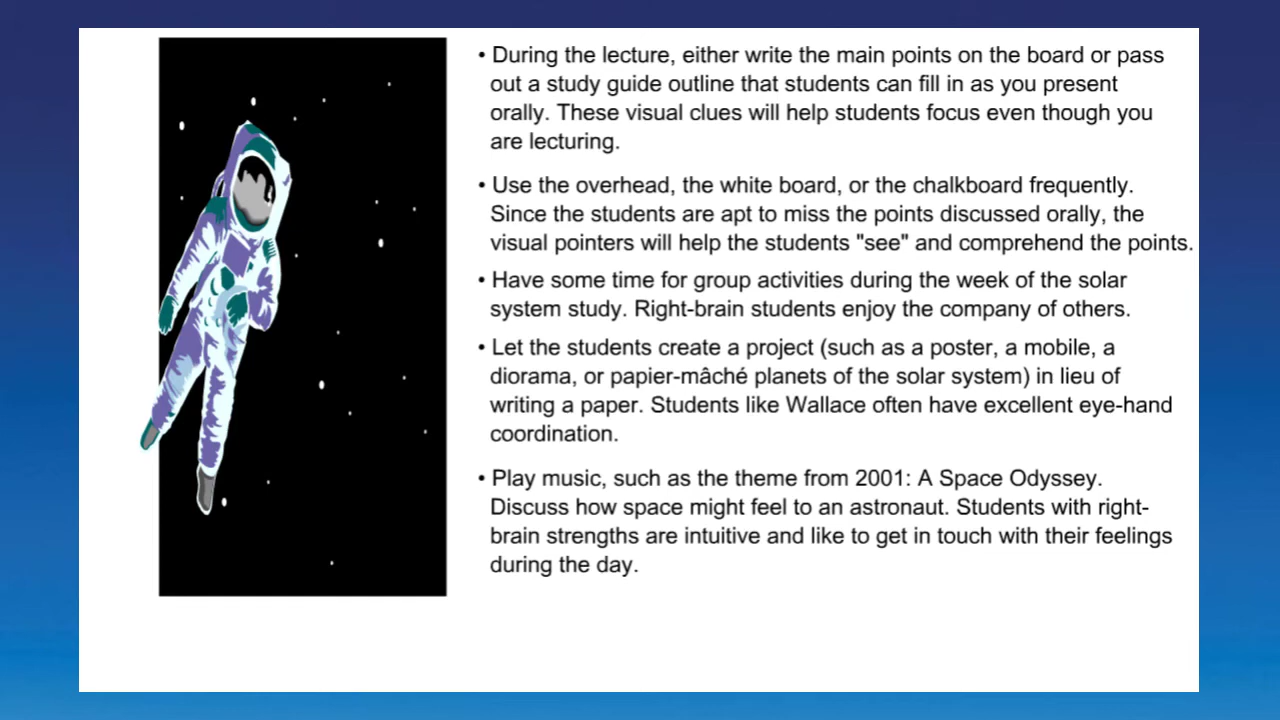 • During the lecture, either write the main points on the board or pass
out a study guide outline that students can fill in as you present
orally. These visual clues will help students focus even though you
are lecturing.
• Use the overhead, the white board, or the chalkboard frequently.
Since the students are apt to miss the points discussed orally, the
visual pointers will help the students "see" and comprehend the points.
• Have some time for group activities during the week of the solar
system study. Right-brain students enjoy the company of others.
• Let the students create a project (such as a poster, a mobile, a
diorama, or papier-mâché planets of the solar system) in lieu of
writing a paper. Students like Wallace often have excellent eye-hand
coordination.
• Play music, such as the theme from 2001: A Space Odyssey.
Discuss how space might feel to an astronaut. Students with right-
brain strengths are intuitive and like to get in touch with their feelings
during the day.